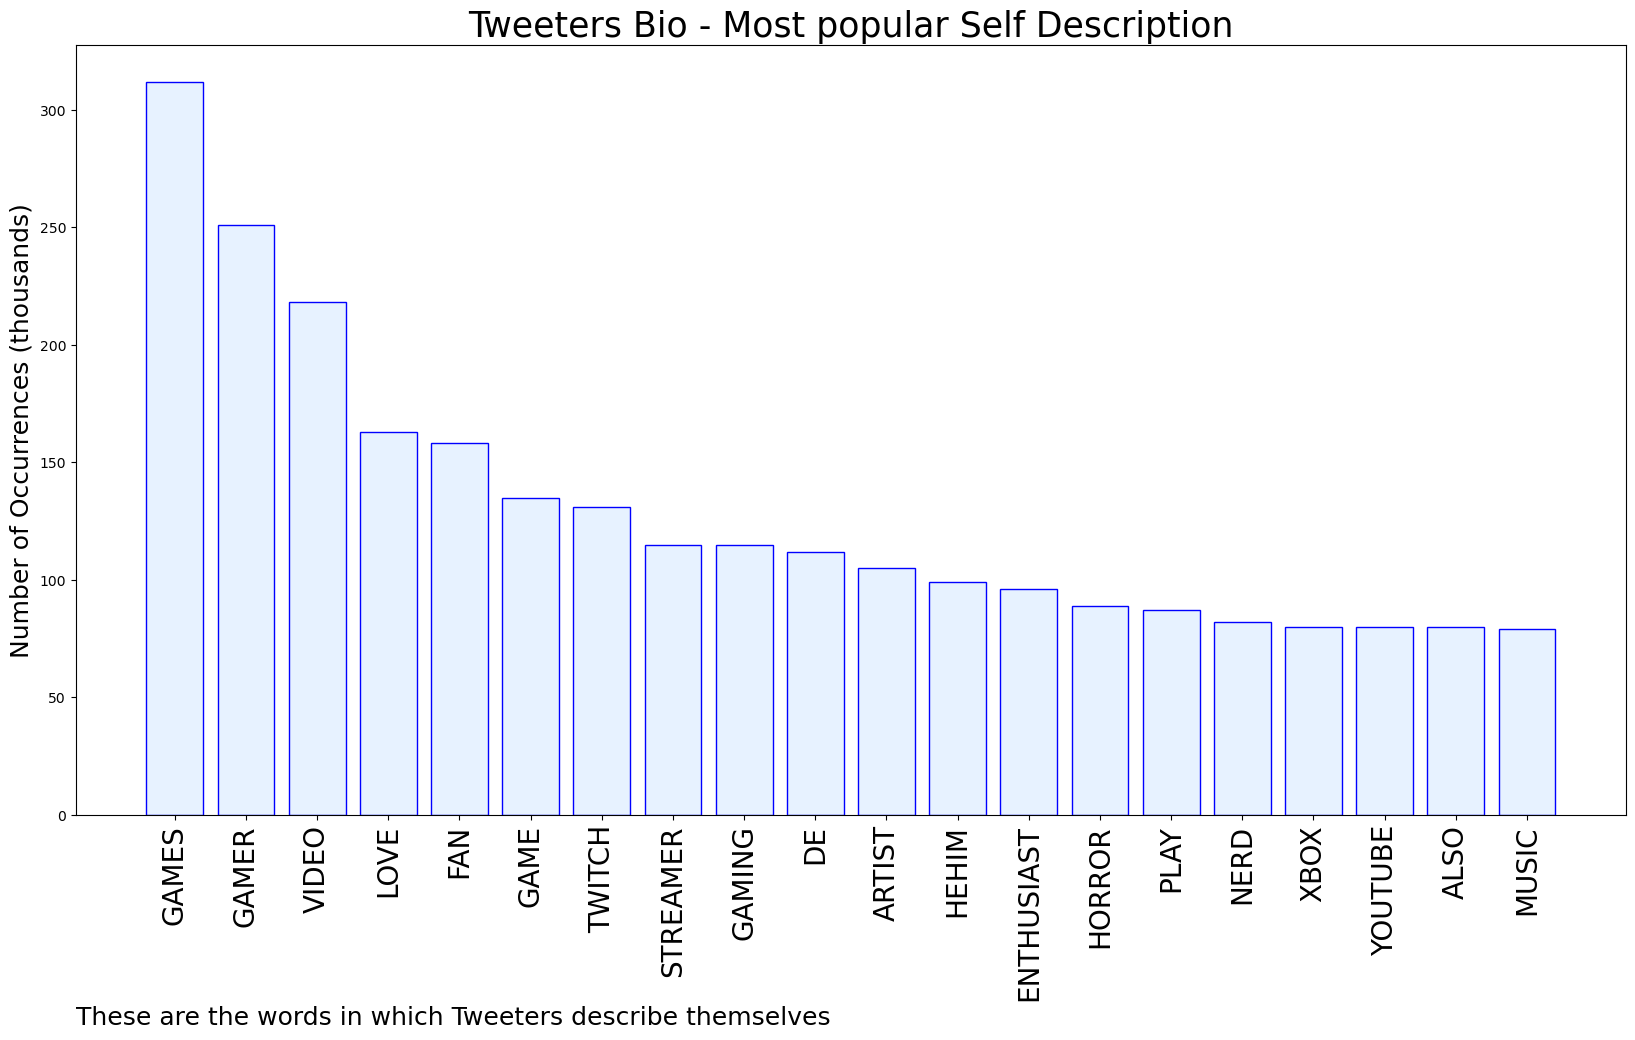 Tweeters Bio - Most popular Self Description
Number of Occurrences (thousands)
300
250
200
150
100
50
0
GAMES
GAMER
VIDEO
LOVE
FAN
GAME
TWITCH
STREAMER
GAMING
DE
ARTIST
HEHIM
ENTHUSIAST
HORROR
PLAY
NERD
XBOX
YOUTUBE
ALSO
MUSIC
These are the words in which Tweeters describe themselves